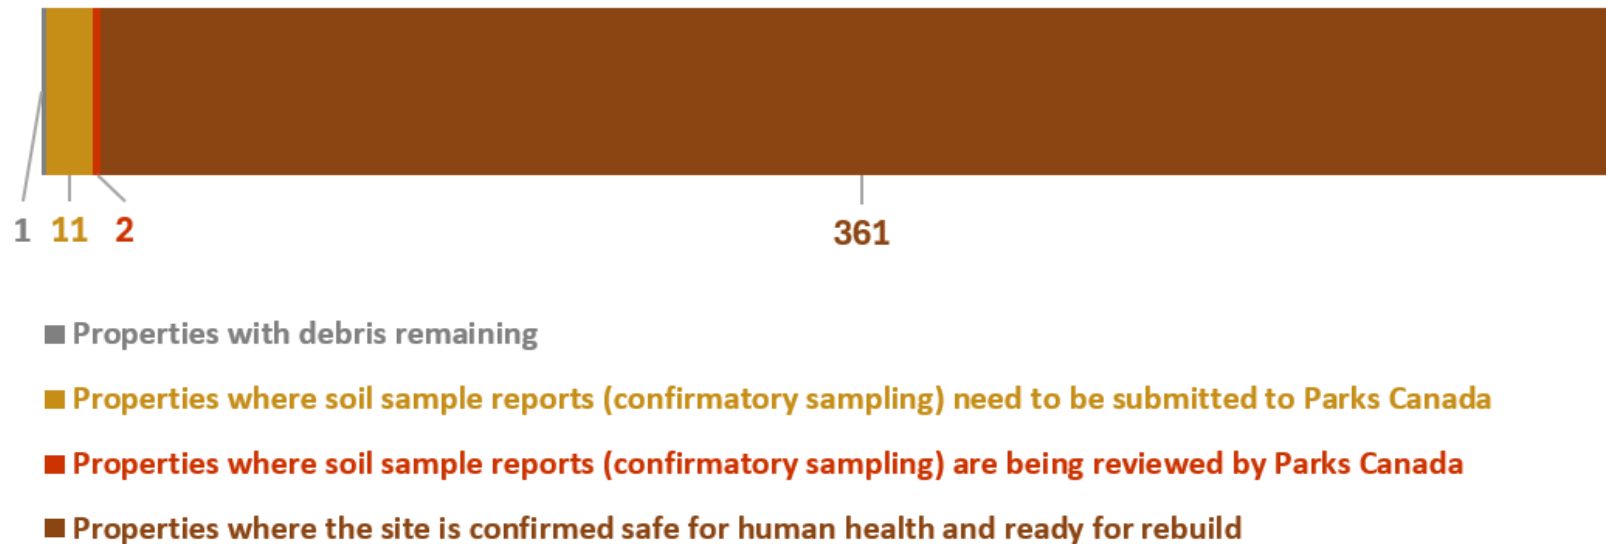 1 11 2 361
Properties with debris remaining
Properties where soil sample reports (confirmatory sampling) need to be submitted to Parks Canada
Properties where soil sample reports (confirmatory sampling) are being reviewed by Parks Canada
Properties where the site is confirmed safe for human health and ready for rebuild